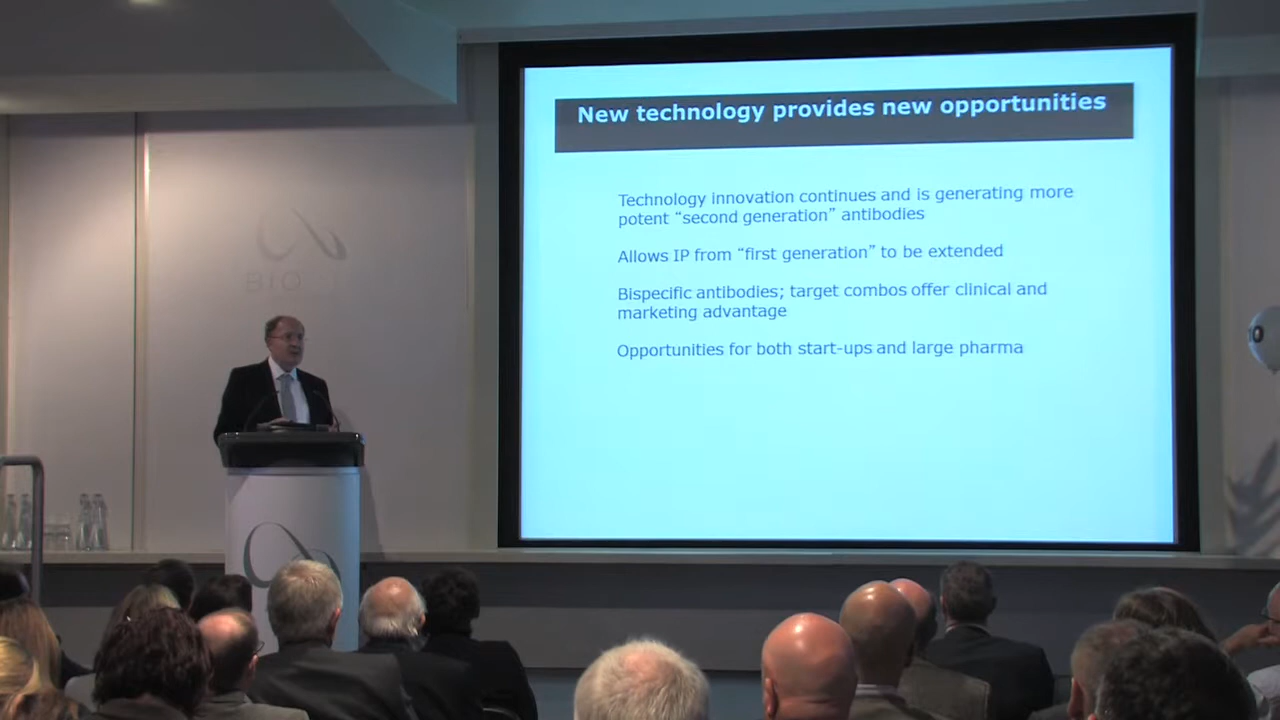 New technology provides new opportunities
Technology innovation continues and is generating more
potent “second generation” antibodies
Allows IP from “first generation” to be extended
Bispecific antibodies; target combos offer clinical and
marketing advantage
Opportunities for both start-ups and large pharma